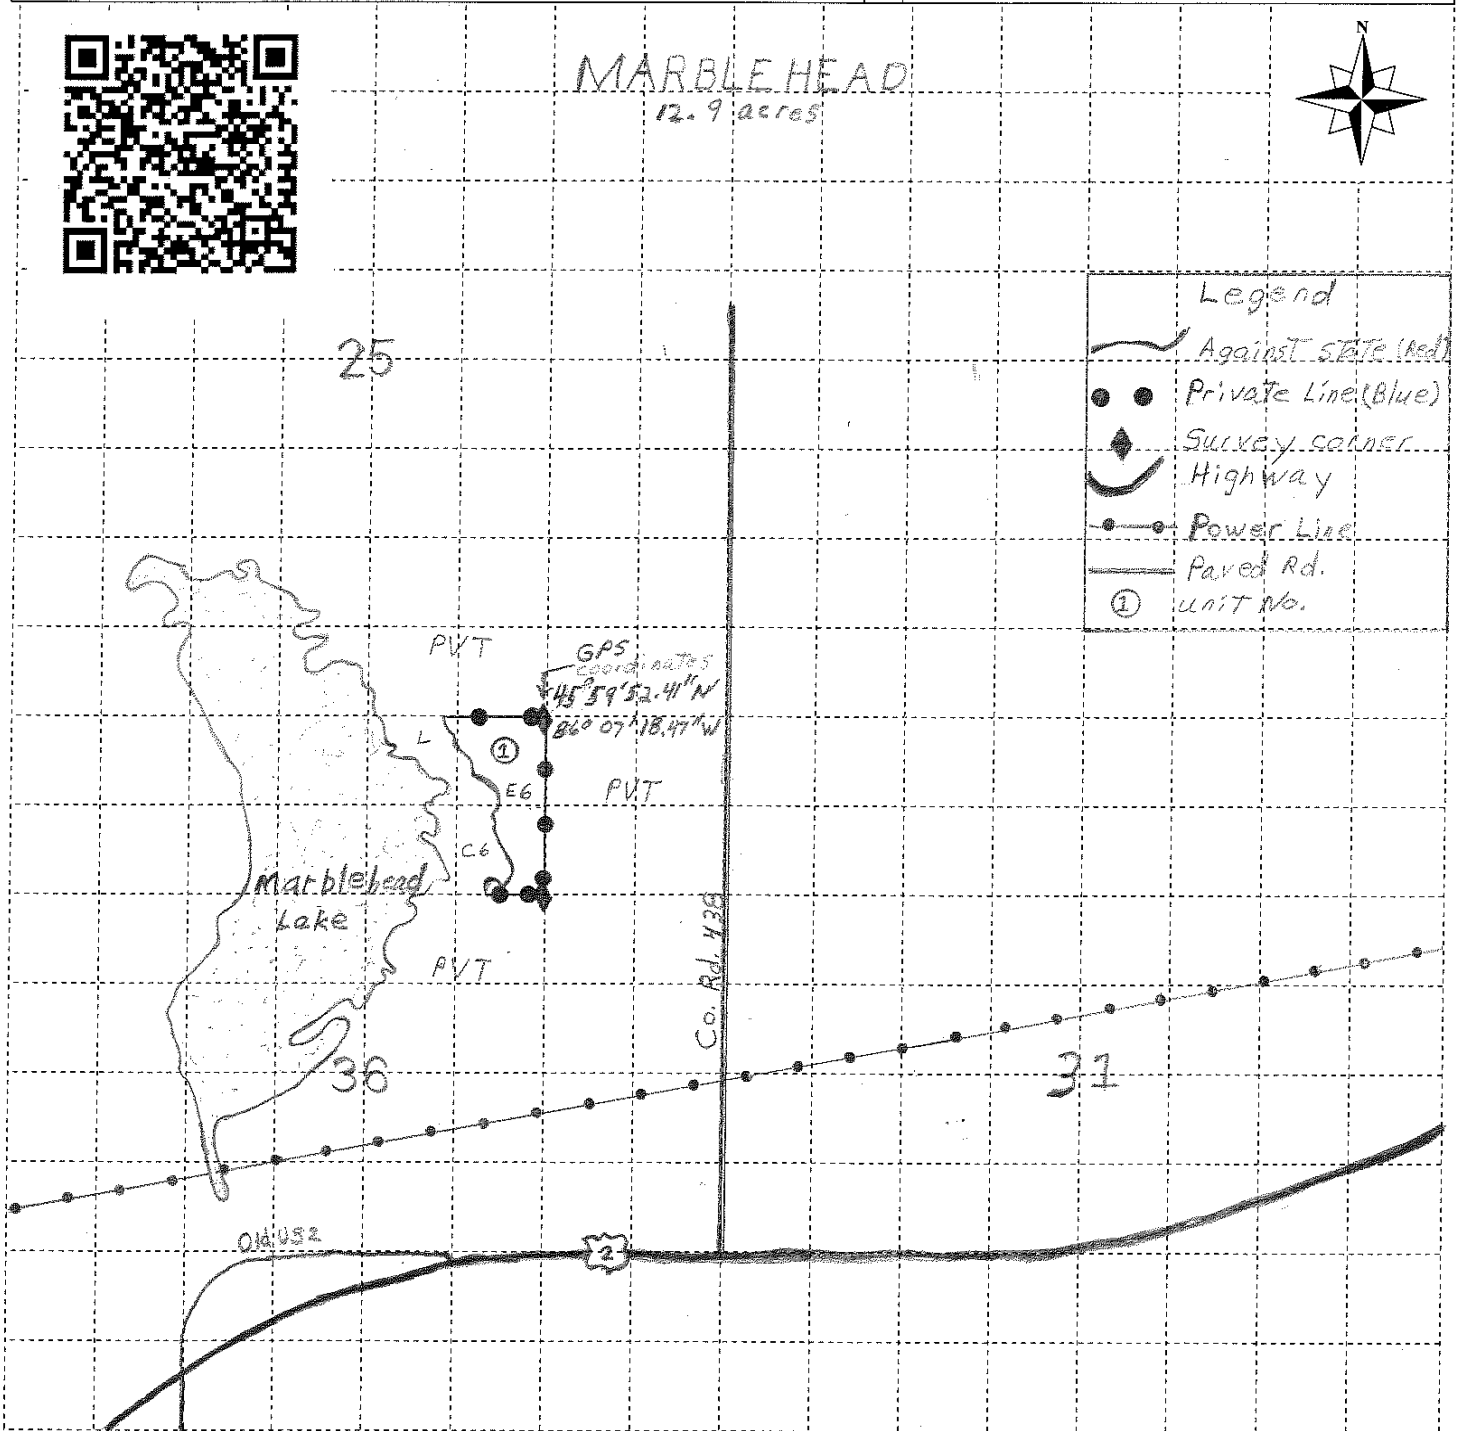 MARBLEHEAD
12.9 acres
N
Legend
Against State (Red)
Private Line (Blue)
Survey corner
Highway
Power Line
Paved Rd.
① unit No.
25
PVT
GPS
coordinates
45°59'52.41"N
86° 07' 18.47"W
L
①
E6
PVT
C6
Marblehead
Lake
PVT
Co. Rd. 438
36
31
Old US2
2